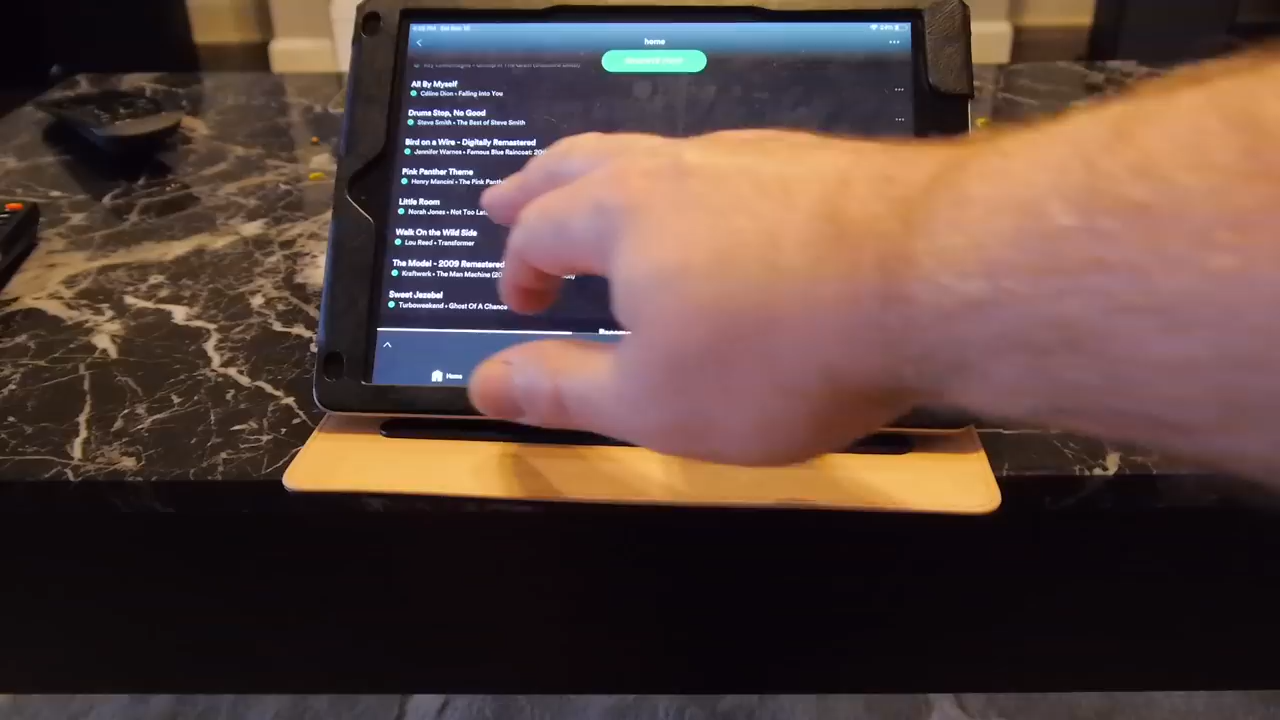 home
All By Myself
Céline Dion • Falling Into You
Drums Stop, No Good
Steve Smith • The Best of Steve Smith
Bird on a Wire - Digitally Remastered
Jennifer Warnes • Famous Blue Raincoat: 20
Pink Panther Theme
Henry Mancini • The Pink Panth
Little Room
Norah Jones • Not Too Late
Walk On the Wild Side
Lou Reed • Transformer
The Model - 2009 Remastered
Kraftwerk • The Man Machine (20
Sweet Jezebel
Turboweekend • Ghost Of A Chance
Home